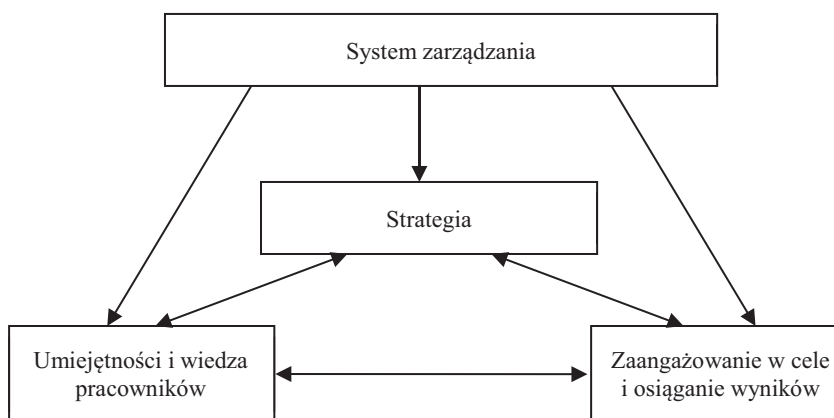 System zarządzania
Strategia
Umiejętności i wiedza
pracowników
Zaangażowanie w cele
i osiąganie wyników